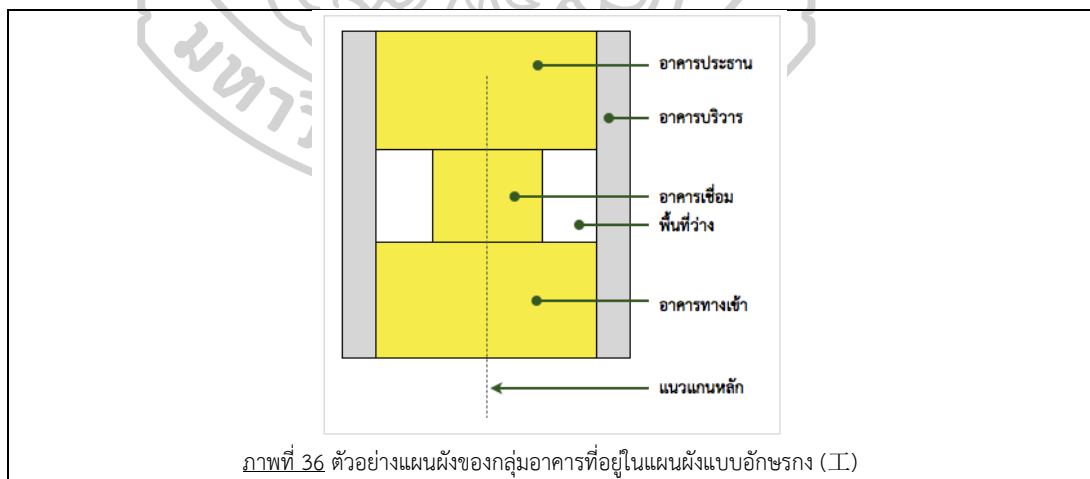 อาคารประธาน
อาคารบริวาร
อาคารเชื่อม
พื้นที่ว่าง
อาคารทางเข้า
แนวแกนหลัก
ภาพที่ 36 ตัวอย่างแผนผังของกลุ่มอาคารที่อยู่ในแผนผังแบบอักษรกง (工)